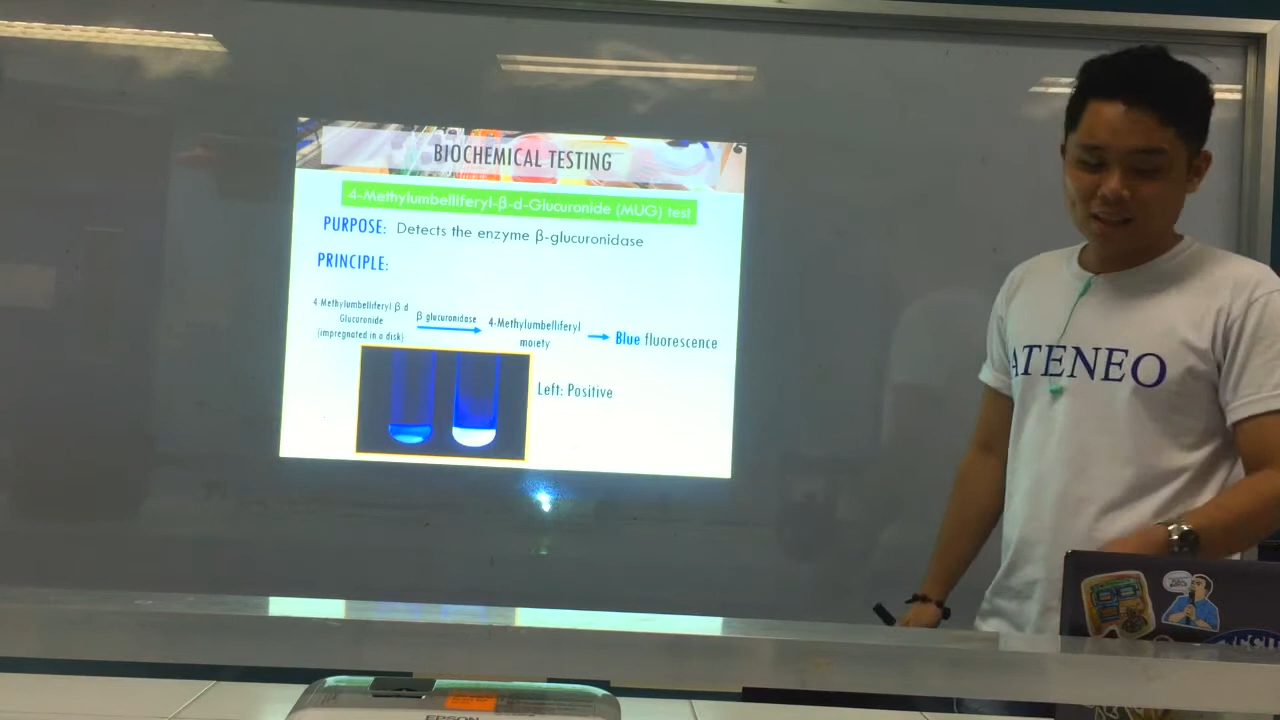 BIOCHEMICAL TESTING
4-Methylumbelliferyl-β-d-Glucuronide (MUG) test
PURPOSE: Detects the enzyme β-glucuronidase
PRINCIPLE:
4 Methylumbelliferyl β d
Glucuronide
(impregnated in a disk)
β glucuronidase
4-Methylumbelliferyl
moiety
Blue fluorescence
Left: Positive
ATENEO
EPSON